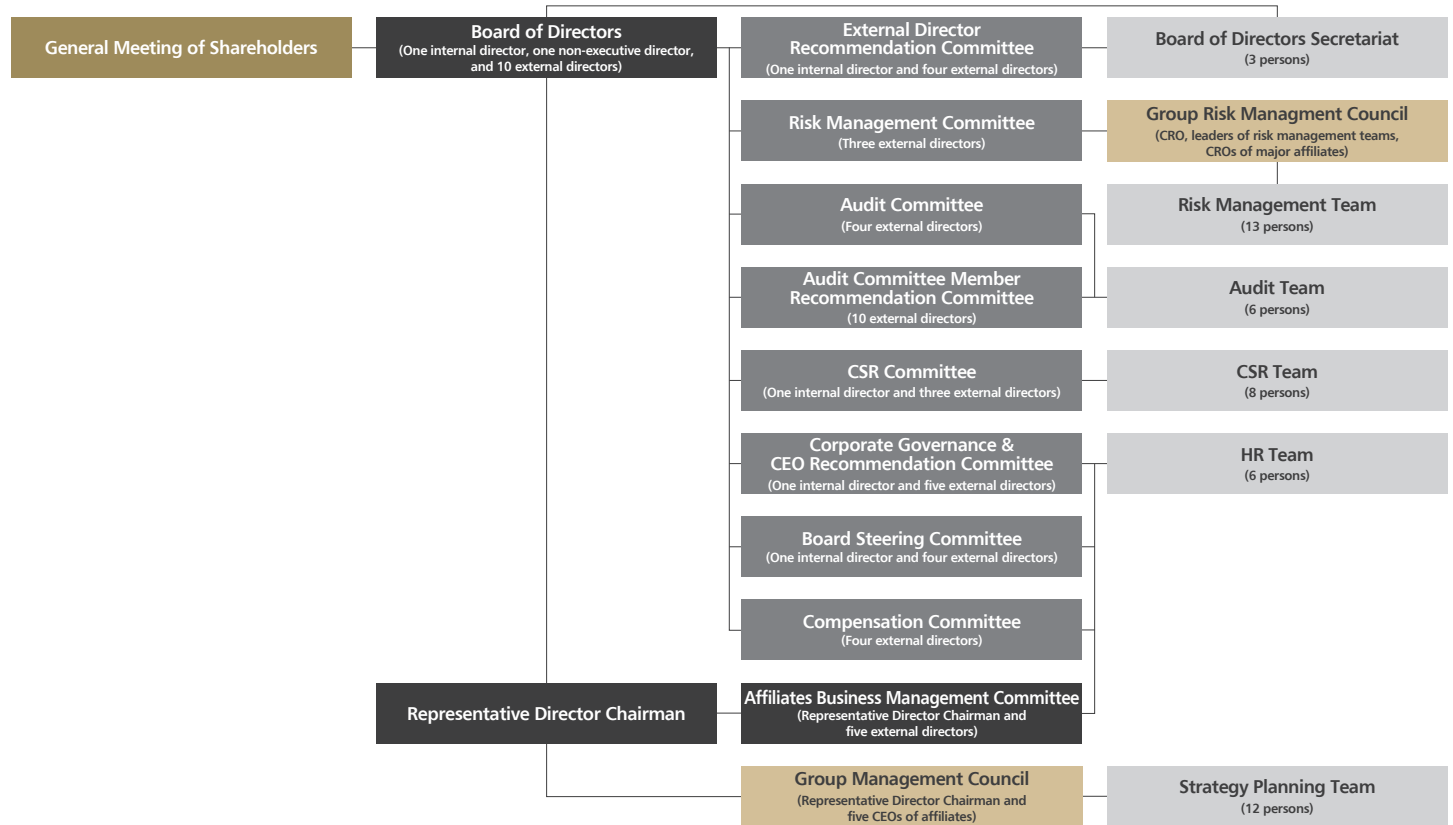 General Meeting of Shareholders
Board of Directors
(One internal director, one non-executive director,
and 10 external directors)
External Director
Recommendation Committee
(One internal director and four external directors)
Board of Directors Secretariat
(3 persons)
Risk Management Committee
(Three external directors)
Group Risk Managment Council
(CRO, leaders of risk management teams,
CROs of major affiliates)
Audit Committee
(Four external directors)
Risk Management Team
(13 persons)
Audit Committee Member
Recommendation Committee
(10 external directors)
Audit Team
(6 persons)
CSR Committee
(One internal director and three external directors)
CSR Team
(8 persons)
Corporate Governance &
CEO Recommendation Committee
(One internal director and five external directors)
HR Team
(6 persons)
Board Steering Committee
(One internal director and four external directors)
Compensation Committee
(Four external directors)
Representative Director Chairman
Affiliates Business Management Committee
(Representative Director Chairman and
five external directors)
Group Management Council
(Representative Director Chairman and
five CEOs of affiliates)
Strategy Planning Team
(12 persons)